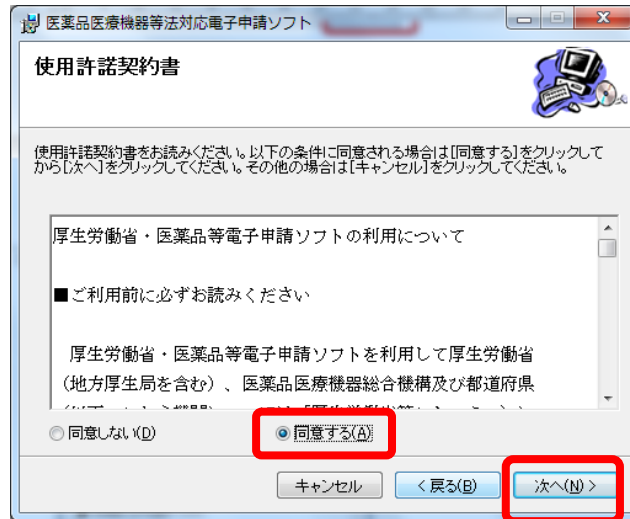 医薬品医療機器等法対応電子申請ソフト
使用許諾契約書
使用許諾契約書をお読みください。以下の条件に同意される場合は[同意する]をクリックして
から[次へ]をクリックしてください。その他の場合は[キャンセル]をクリックしてください。
厚生労働省・医薬品等電子申請ソフトの利用について
■ご利用前に必ずお読みください
厚生労働省・医薬品等電子申請ソフトを利用して厚生労働省
（地方厚生局を含む）、医薬品医療機器総合機構及び都道府県
同意しない(D)
同意する(A)
キャンセル
< 戻る(B)
次へ(N) >